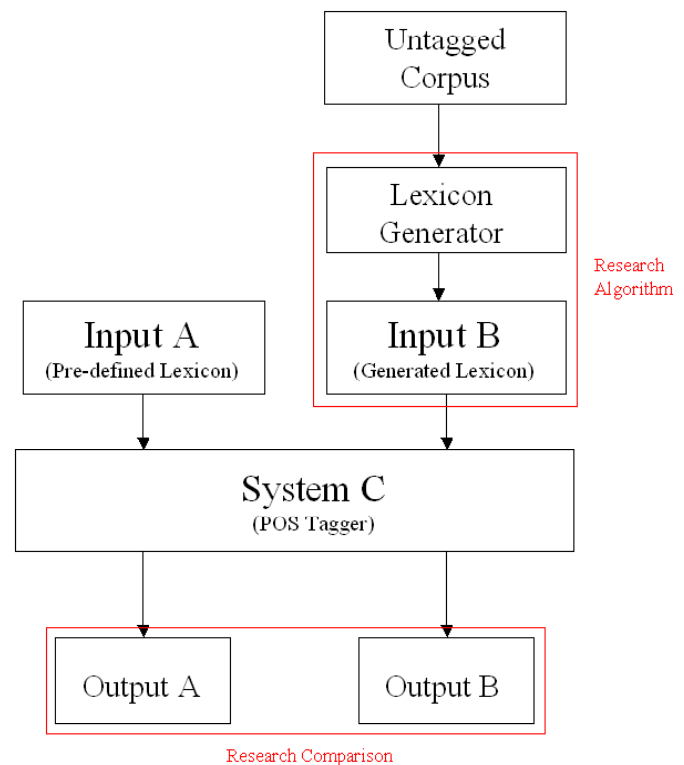 Untagged
Corpus
Lexicon
Generator
Research
Algorithm
Input A
(Pre-defined Lexicon)
Input B
(Generated Lexicon)
System C
(POS Tagger)
Output A
Output B
Research Comparison